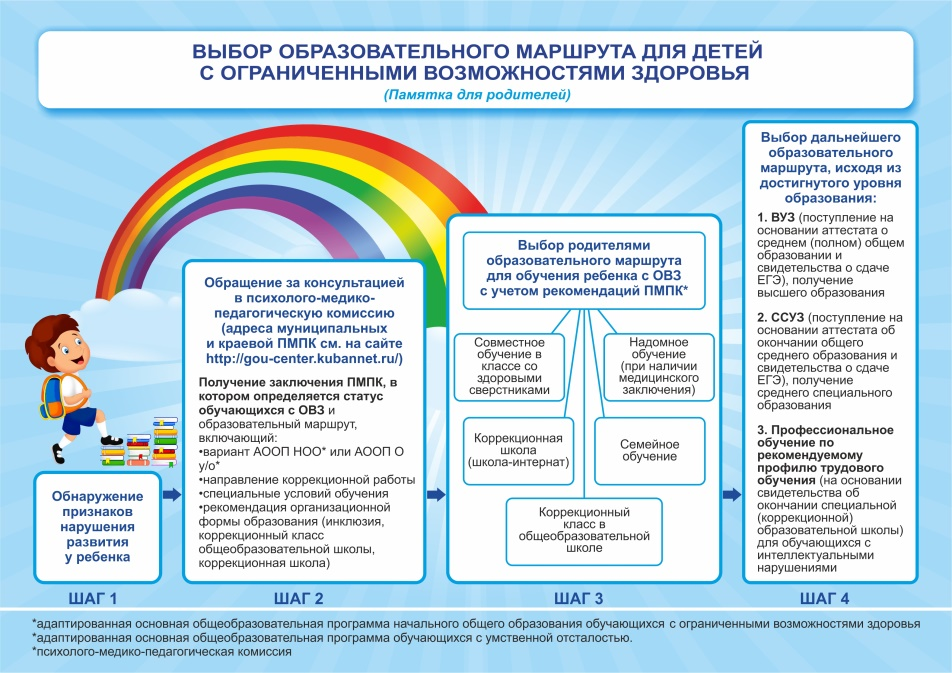 ВЫБОР ОБРАЗОВАТЕЛЬНОГО МАРШРУТА ДЛЯ ДЕТЕЙ
С ОГРАНИЧЕННЫМИ ВОЗМОЖНОСТЯМИ ЗДОРОВЬЯ
(Памятка для родителей)
Обнаружение
признаков
нарушения
развития
у ребенка
ШАГ 1
Обращение за консультацией
в психолого-медико-
педагогическую комиссию
(адреса муниципальных
и краевой ПМПК см. на сайте
http://gou-center.kubannet.ru/)
Получение заключения ПМПК, в
котором определяется статус
обучающихся с ОВЗ и
образовательный маршрут,
включающий:
•вариант АООП НОО* или АООП О
у/о*
•направление коррекционной работы
•специальные условий обучения
•рекомендация организационной
формы образования (инклюзия,
коррекционный класс
общеобразовательной школы,
коррекционная школа)
ШАГ 2
Выбор родителями
образовательного маршрута
для обучения ребенка с ОВЗ
с учетом рекомендаций ПМПК*
Совместное
обучение в
классе со
здоровыми
сверстниками
Надомное
обучение
(при наличии
медицинского
заключения)
Коррекционная
школа
(школа-интернат)
Семейное
обучение
Коррекционный
класс в
общеобразовательной
школе
ШАГ 3
Выбор дальнейшего
образовательного
маршрута, исходя из
достигнутого уровня
образования:
1. ВУЗ (поступление на
основании аттестата о
среднем (полном) общем
образовании и
свидетельства о сдаче
ЕГЭ), получение
высшего образования
2. ССУЗ (поступление на
основании аттестата об
окончании общего
среднего образования и
свидетельства о сдаче
ЕГЭ), получение
среднего специального
образования
3. Профессиональное
обучение по
рекомендуемому
профилю трудового
обучения (на основании
свидетельства об
окончании специальной
(коррекционной)
образовательной школы)
для обучающихся с
интеллектуальными
нарушениями
ШАГ 4
*адаптированная основная общеобразовательная программа начального общего образования обучающихся с ограниченными возможностями здоровья
*адаптированная основная общеобразовательная программа обучающихся с умственной отсталостью.
*психолого-медико-педагогическая комиссия